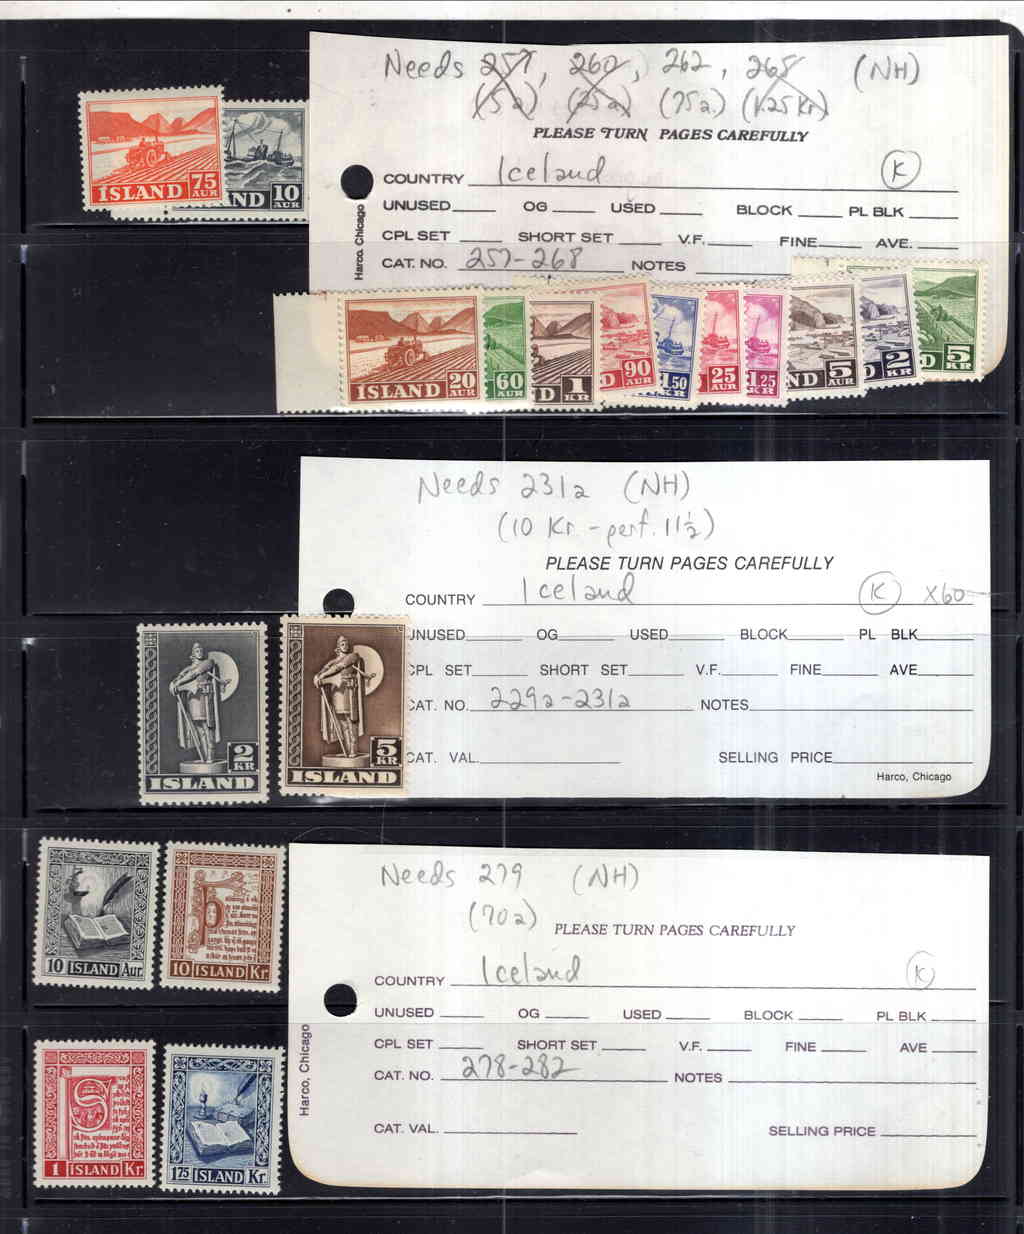 Needs 257, 260, 262, 265 (NH)
(5a) (25a) (75a) (1.25 Kr)
PLEASE TURN PAGES CAREFULLY
COUNTRY Iceland K
UNUSED OG USED BLOCK PL BLK
CPL SET SHORT SET V.F. FINE AVE.
CAT. NO. 257-268 NOTES
Harco, Chicago
ÍSLAND 75 AUR
ND 10 AUR
ÍSLAND 20 AUR
60 AUR
D 1 KR
D 90 AUR
1.50 KR
25 AUR
1.25 KR
ND 5 AUR
D 2 KR
D 5 KR
Needs 231a (NH)
(10 Kr. - perf. 11½)
PLEASE TURN PAGES CAREFULLY
COUNTRY Iceland K x60
UNUSED OG USED BLOCK PL BLK
CPL SET SHORT SET V.F. FINE AVE
CAT. NO. 229a-231a NOTES
CAT. VAL. SELLING PRICE
Harco, Chicago
2 KR
ISLAND
5 KR
ISLAND
Needs 279 (NH)
(70a)
PLEASE TURN PAGES CAREFULLY
COUNTRY Iceland K
UNUSED OG USED BLOCK PL BLK
CPL SET SHORT SET V.F. FINE AVE
CAT. NO. 278-282 NOTES
CAT. VAL. SELLING PRICE
Harco, Chicago
10 ISLAND Aur.
10 ISLAND Kr.
1 ISLAND Kr.
1.75 ISLAND Kr.